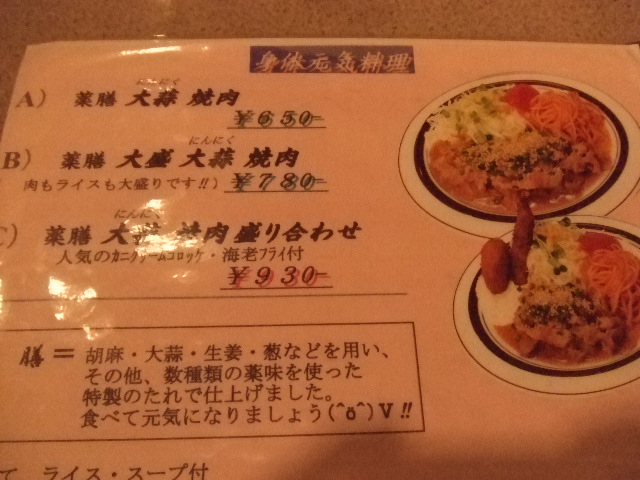 身体元気料理
にんにく
A) 薬膳 大蒜 焼肉
¥650-
にんにく
B) 薬膳 大盛 大蒜 焼肉
肉もライスも大盛りです!!) ¥780-
にんにく
C) 薬膳 大蒜 焼肉盛り合わせ
人気のカニクリームコロッケ・海老フライ付
¥930-
膳＝胡麻・大蒜・生姜・葱などを用い、
その他、数種類の薬味を使った
特製のたれで仕上げました。
食べて元気になりましょう(^o^)V!!
て ライス・スープ付